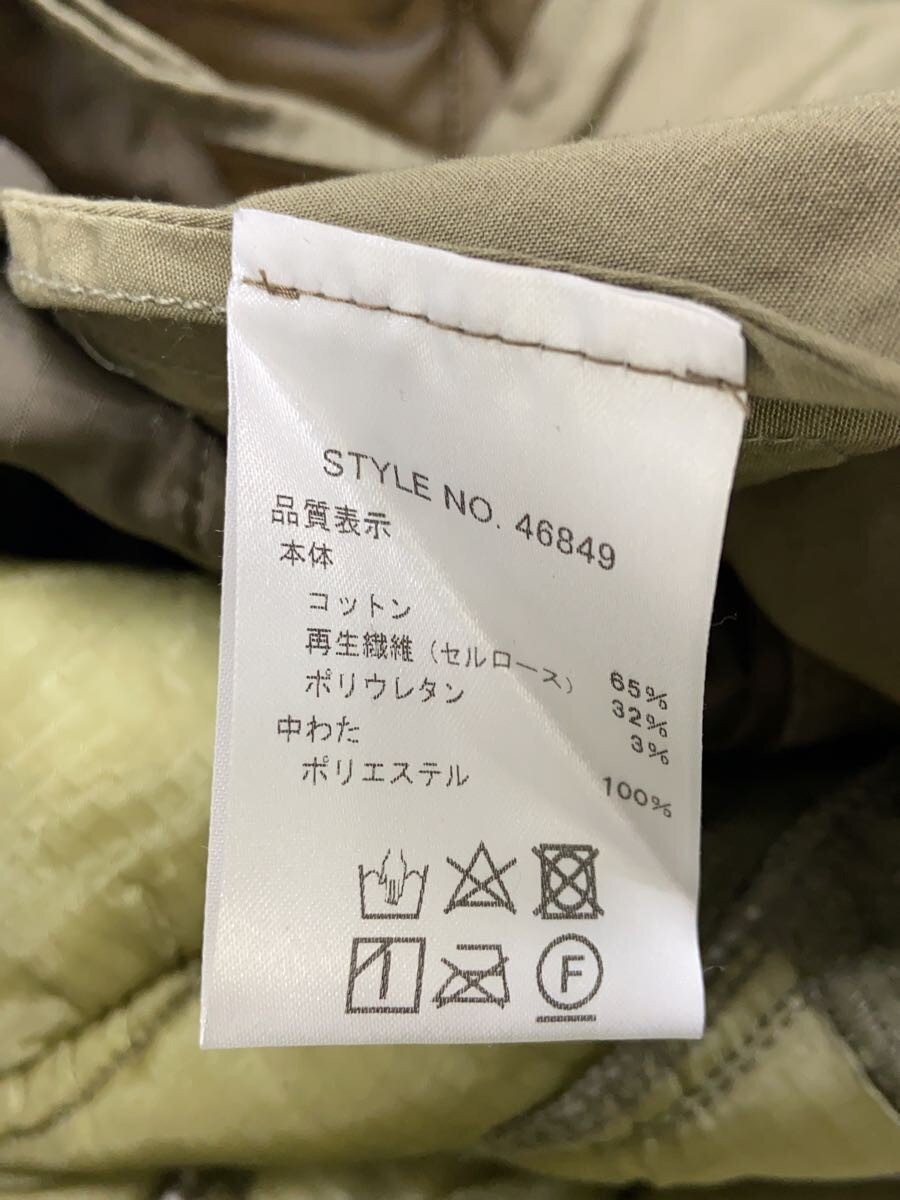 STYLE NO. 46849
品質表示
本体
コットン 65%
再生繊維（セルロース） 32%
ポリウレタン 3%
中わた
ポリエステル 100%
F